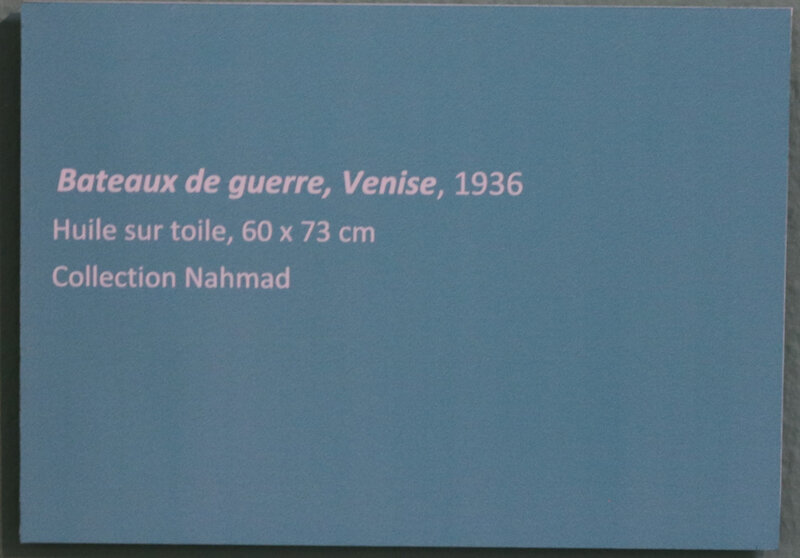 Bateaux de guerre, Venise, 1936
Huile sur toile, 60 x 73 cm
Collection Nahmad